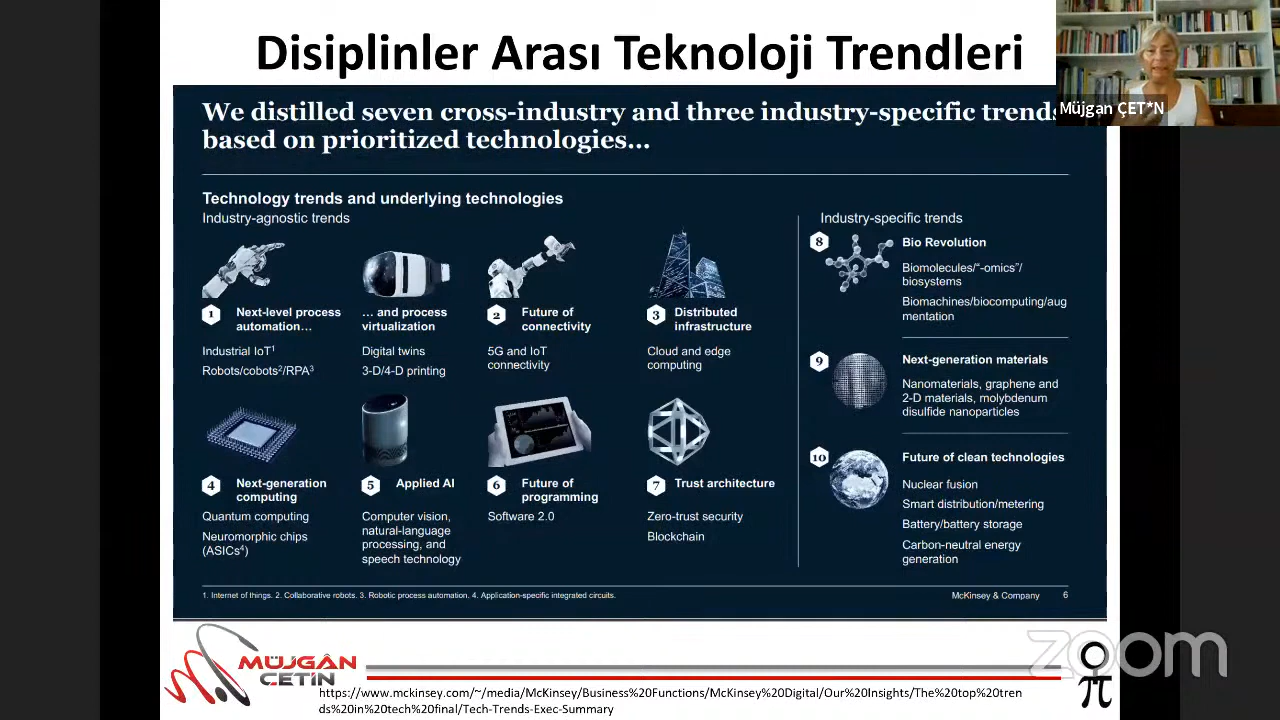 Disiplinler Arası Teknoloji Trendleri
Müjgan ÇET*N
We distilled seven cross-industry and three industry-specific trends
based on prioritized technologies...
Technology trends and underlying technologies
Industry-agnostic trends
1 Next-level process
automation…
Industrial IoT¹
Robots/cobots²/RPA³
… and process
virtualization
Digital twins
3-D/4-D printing
2 Future of
connectivity
5G and IoT
connectivity
3 Distributed
infrastructure
Cloud and edge
computing
4 Next-generation
computing
Quantum computing
Neuromorphic chips
(ASICs⁴)
5 Applied AI
Computer vision,
natural-language
processing, and
speech technology
6 Future of
programming
Software 2.0
7 Trust architecture
Zero-trust security
Blockchain
Industry-specific trends
8 Bio Revolution
Biomolecules/“-omics”/
biosystems
Biomachines/biocomputing/aug
mentation
9 Next-generation materials
Nanomaterials, graphene and
2-D materials, molybdenum
disulfide nanoparticles
10 Future of clean technologies
Nuclear fusion
Smart distribution/metering
Battery/battery storage
Carbon-neutral energy
generation
1. Internet of things. 2. Collaborative robots. 3. Robotic process automation. 4. Application-specific integrated circuits.
McKinsey & Company 6
MÜJGÂN
ÇETİN
zoom
π
https://www.mckinsey.com/~/media/McKinsey/Business%20Functions/McKinsey%20Digital/Our%20Insights/The%20top%20tren
ds%20in%20tech%20final/Tech-Trends-Exec-Summary